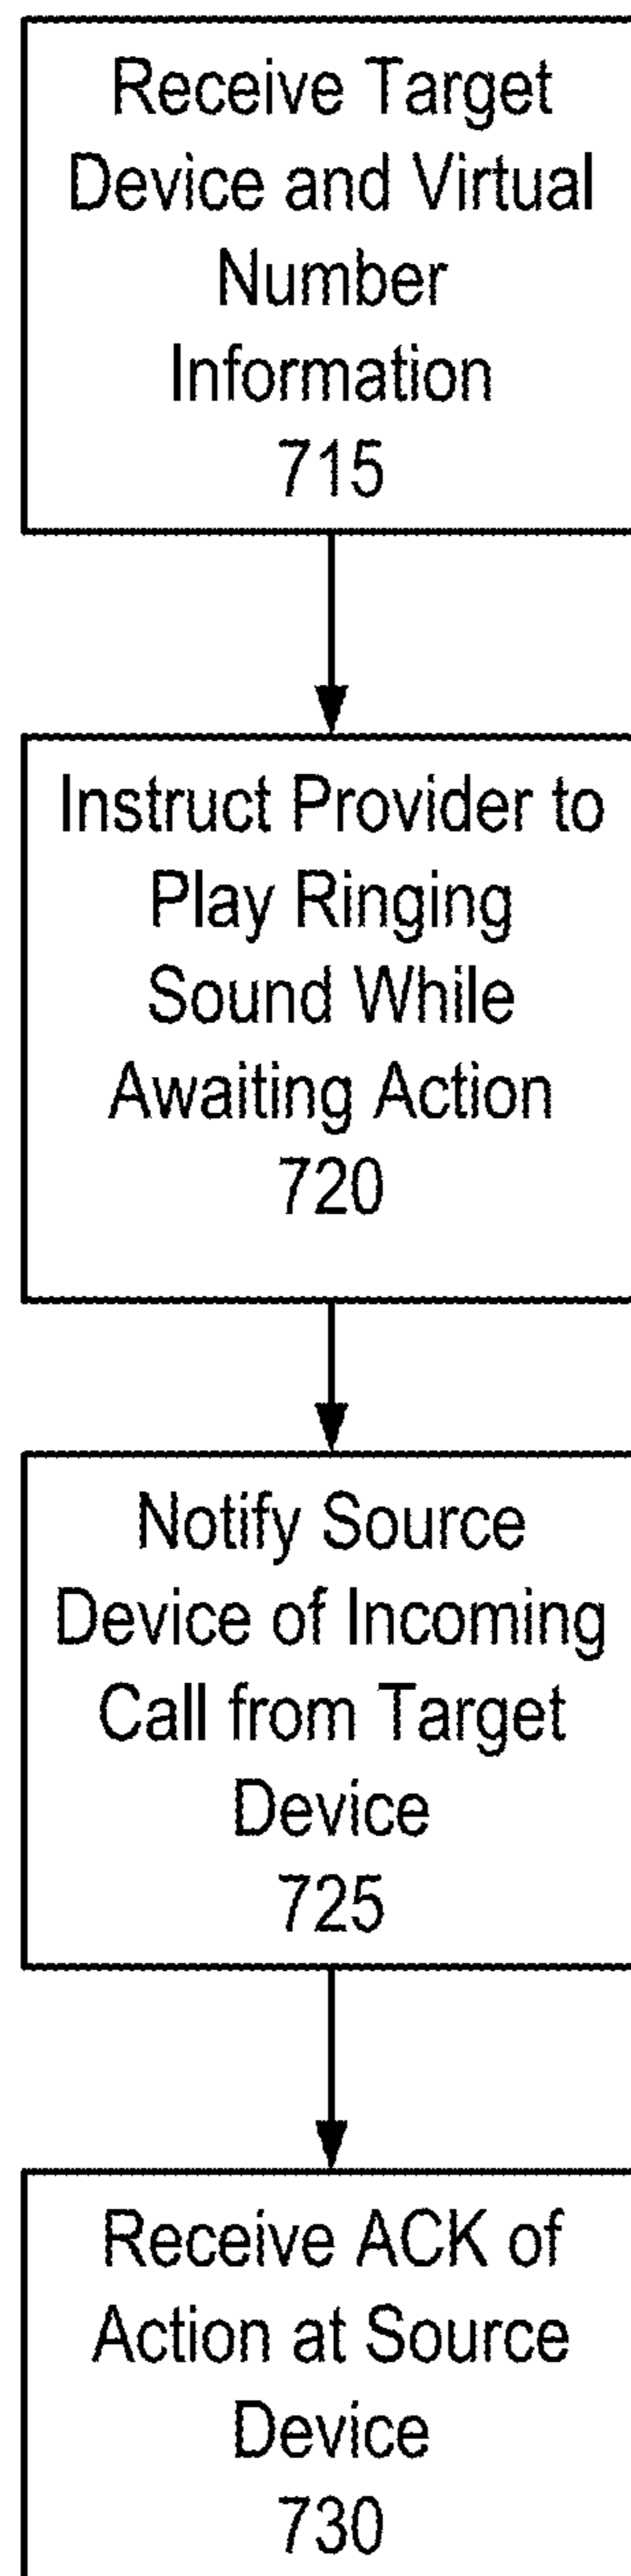 Receive Target
Device and Virtual
Number
Information
715
Instruct Provider to
Play Ringing
Sound While
Awaiting Action
720
Notify Source
Device of Incoming
Call from Target
Device
725
Receive ACK of
Action at Source
Device
730